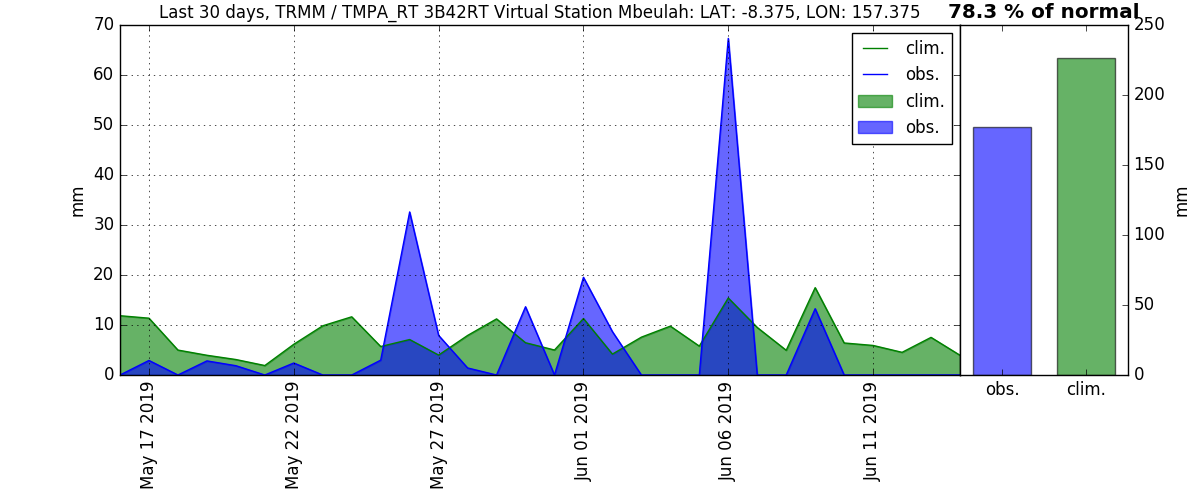 Last 30 days, TRMM / TMPA_RT 3B42RT Virtual Station Mbeulah: LAT: -8.375, LON: 157.375
78.3 % of normal
70
60
50
40
30
20
10
0
mm
clim.
obs.
clim.
obs.
May 17 2019
May 22 2019
May 27 2019
Jun 01 2019
Jun 06 2019
Jun 11 2019
250
200
150
100
50
0
mm
obs.
clim.